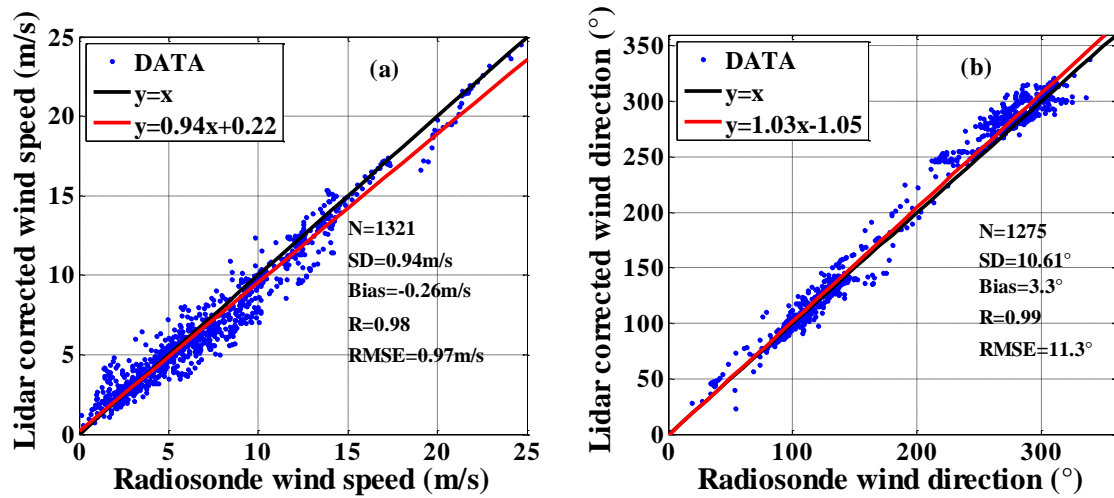 Lidar corrected wind speed (m/s)
25
20
15
10
5
0
DATA
y=x
y=0.94x+0.22
(a)
N=1321
SD=0.94m/s
Bias=-0.26m/s
R=0.98
RMSE=0.97m/s
0 5 10 15 20 25
Radiosonde wind speed (m/s)
Lidar corrected wind direction (°)
350
300
250
200
150
100
50
0
DATA
y=x
y=1.03x-1.05
(b)
N=1275
SD=10.61°
Bias=3.3°
R=0.99
RMSE=11.3°
0 100 200 300
Radiosonde wind direction (°)